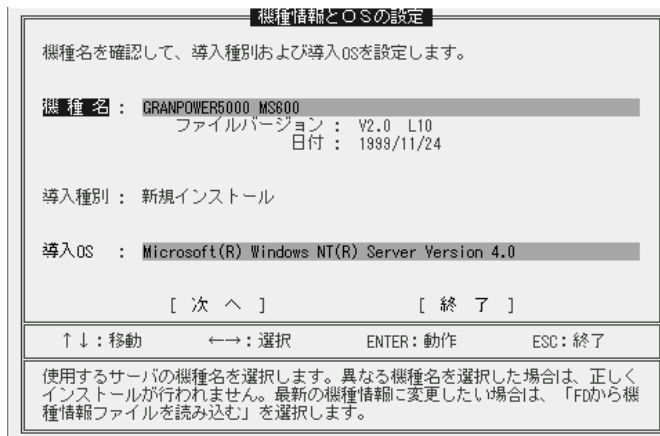 機種情報とOSの設定
機種名を確認して、導入種別および導入OSを設定します。
機 種 名 : GRANPOWER5000 MS600
ファイルバージョン : V2.0 L10
日付 : 1999/11/24
導入種別 : 新規インストール
導入OS : Microsoft(R) Windows NT(R) Server Version 4.0
[ 次 へ ] [ 終 了 ]
↑↓:移動 ←→:選択 ENTER:動作 ESC:終了
使用するサーバの機種名を選択します。異なる機種名を選択した場合は、正しく
インストールが行われません。最新の機種情報に変更したい場合は、「FDから機
種情報ファイルを読み込む」を選択します。